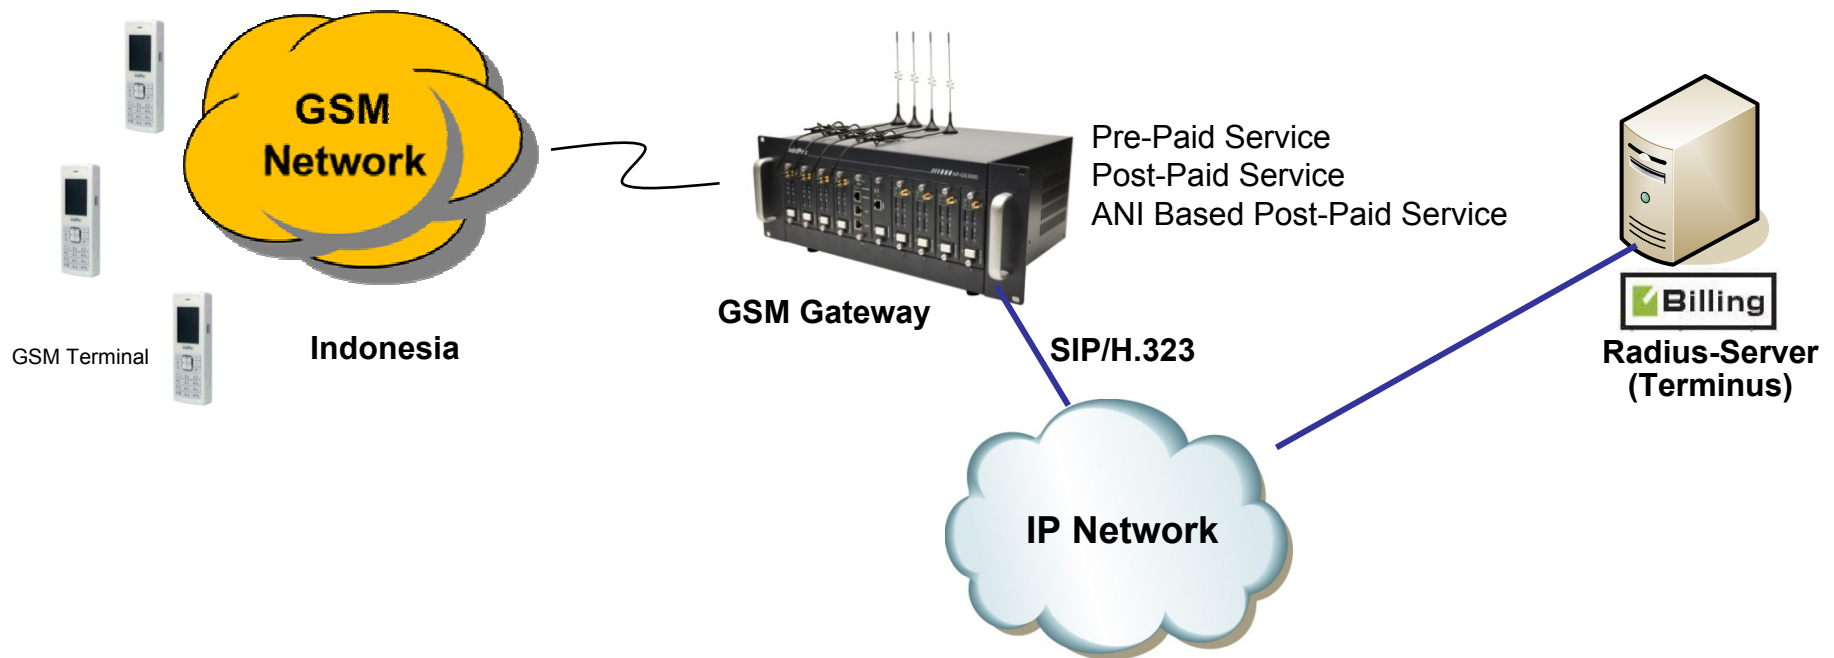 GSM
Network
GSM Terminal
Indonesia
GSM Gateway
Pre-Paid Service
Post-Paid Service
ANI Based Post-Paid Service
SIP/H.323
IP Network
Billing
Radius-Server
(Terminus)